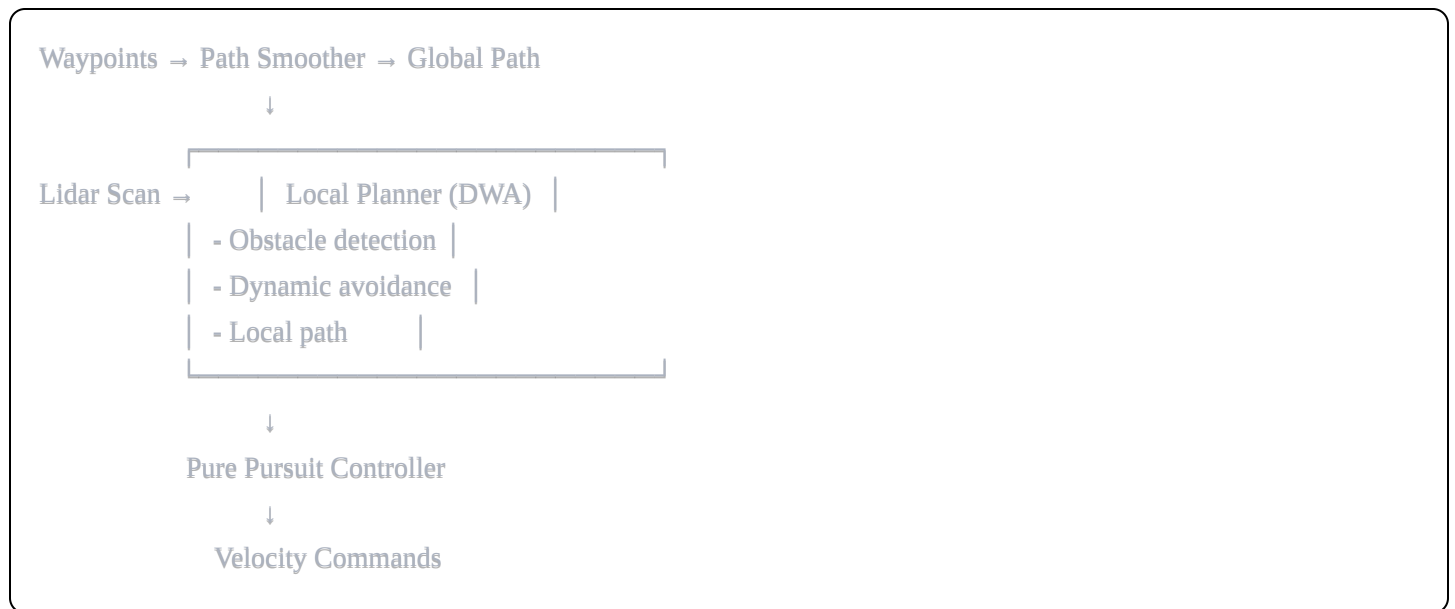 Waypoints → Path Smoother → Global Path
↓
┌────────────────────────┐
Lidar Scan → │ Local Planner (DWA) │
│ - Obstacle detection │
│ - Dynamic avoidance │
│ - Local path │
└────────────────────────┘
↓
Pure Pursuit Controller
↓
Velocity Commands